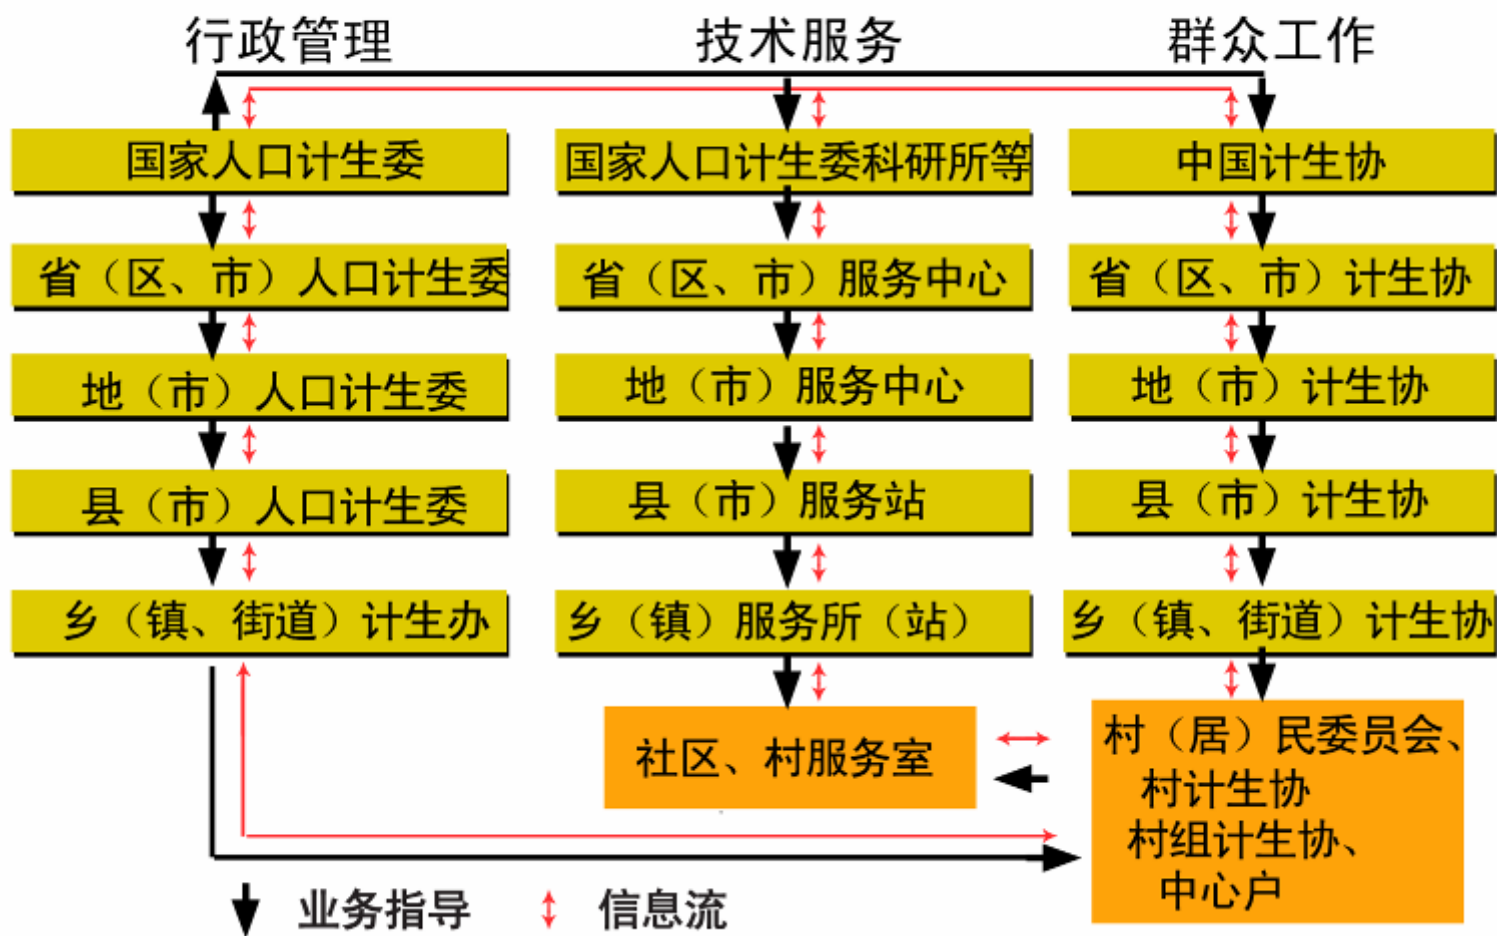 行政管理 技术服务 群众工作
国家人口计生委 国家人口计生委科研所等 中国计生协
省（区、市）人口计生委 省（区、市）服务中心 省（区、市）计生协
地（市）人口计生委 地（市）服务中心 地（市）计生协
县（市）人口计生委 县（市）服务站 县（市）计生协
乡（镇、街道）计生办 乡（镇）服务所（站） 乡（镇、街道）计生协
社区、村服务室
村（居）民委员会、
村计生协
村组计生协、
中心户
业务指导 信息流